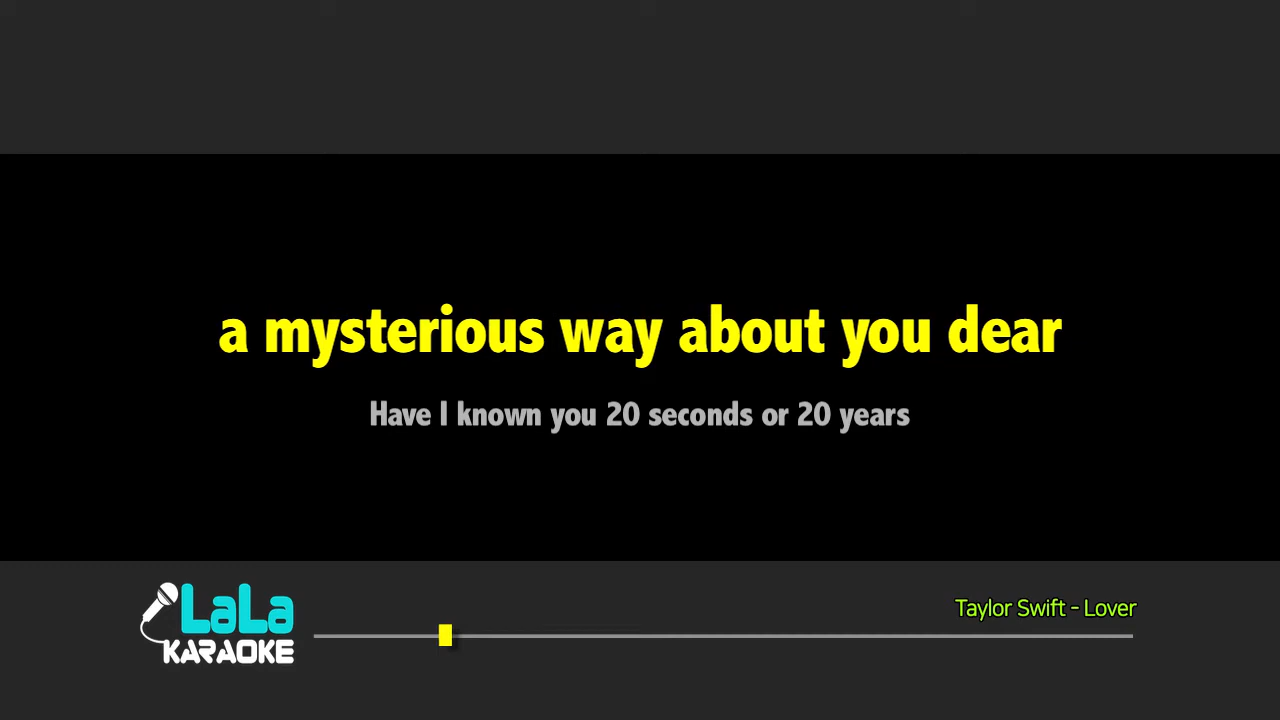 a mysterious way about you dear
Have I known you 20 seconds or 20 years
Taylor Swift - Lover
LaLa
KARAOKE